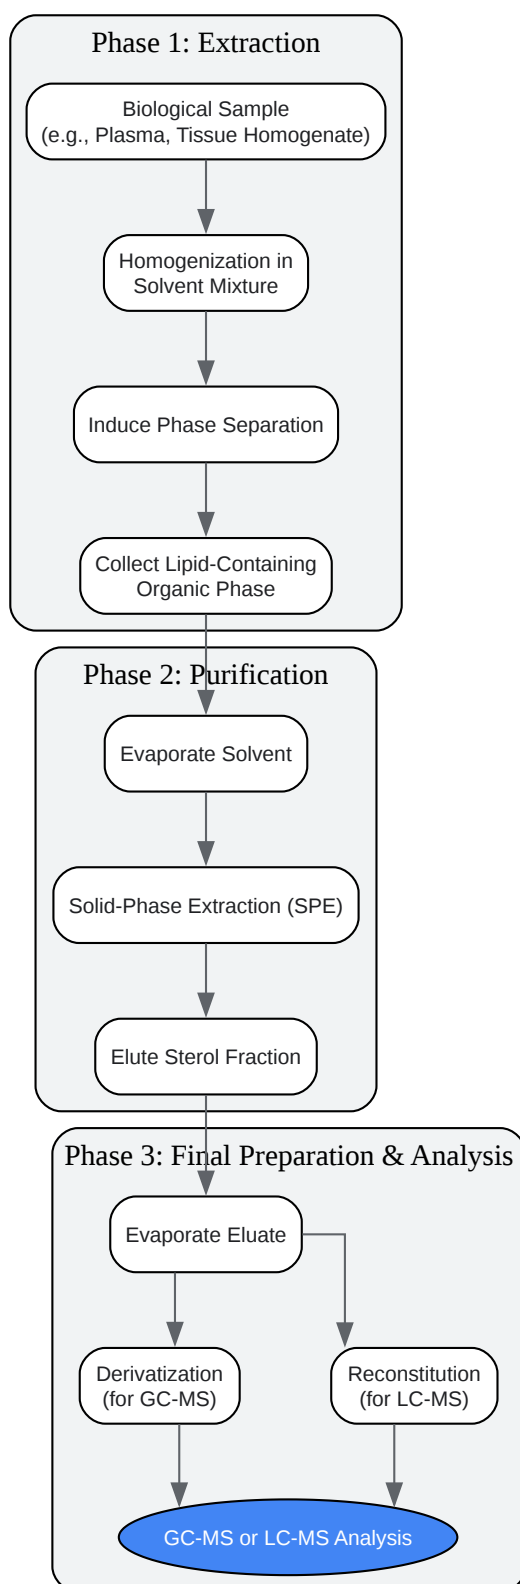 Phase 1: Extraction
Biological Sample
(e.g., Plasma, Tissue Homogenate)
Homogenization in
Solvent Mixture
Induce Phase Separation
Collect Lipid-Containing
Organic Phase
Phase 2: Purification
Evaporate Solvent
Solid-Phase Extraction (SPE)
Elute Sterol Fraction
Phase 3: Final Preparation & Analysis
Evaporate Eluate
Derivatization
(for GC-MS)
Reconstitution
(for LC-MS)
GC-MS or LC-MS Analysis